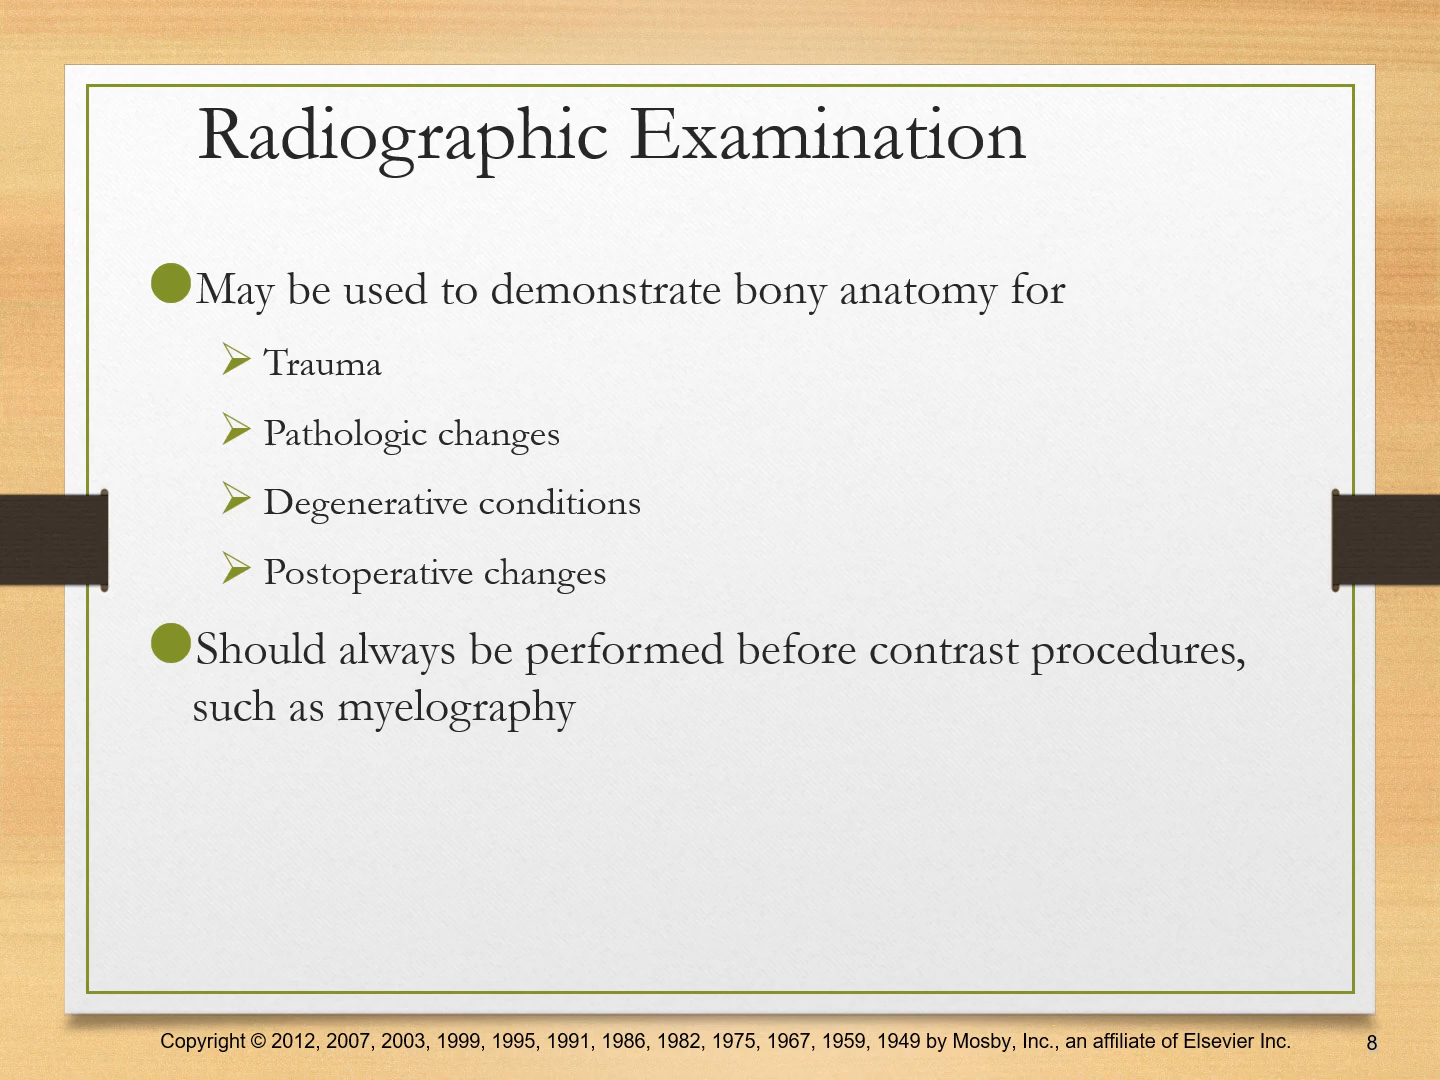 Radiographic Examination
May be used to demonstrate bony anatomy for
Trauma
Pathologic changes
Degenerative conditions
Postoperative changes
Should always be performed before contrast procedures,
such as myelography
Copyright © 2012, 2007, 2003, 1999, 1995, 1991, 1986, 1982, 1975, 1967, 1959, 1949 by Mosby, Inc., an affiliate of Elsevier Inc.
8